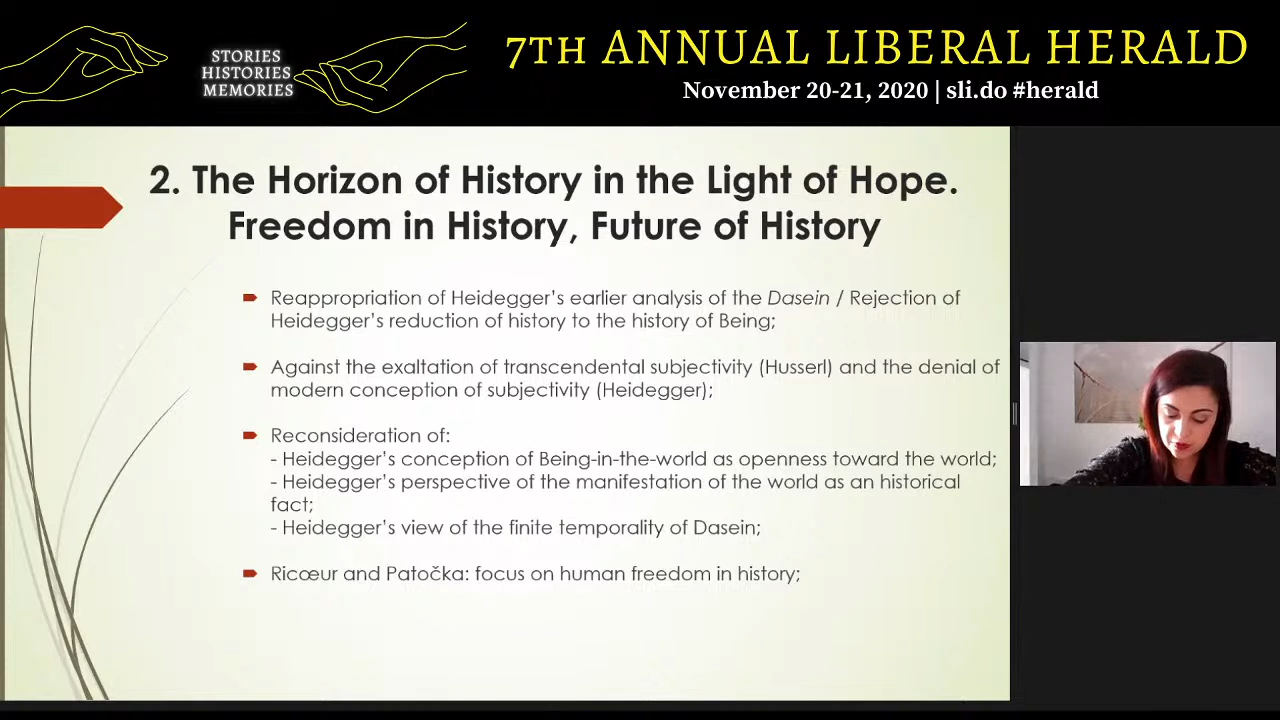 STORIES
HISTORIES
MEMORIES
7TH ANNUAL LIBERAL HERALD
November 20-21, 2020 | sli.do #herald
2. The Horizon of History in the Light of Hope.
Freedom in History, Future of History
Reappropriation of Heidegger’s earlier analysis of the Dasein / Rejection of
Heidegger’s reduction of history to the history of Being;
Against the exaltation of transcendental subjectivity (Husserl) and the denial of
modern conception of subjectivity (Heidegger);
Reconsideration of:
- Heidegger’s conception of Being-in-the-world as openness toward the world;
- Heidegger’s perspective of the manifestation of the world as an historical
fact;
- Heidegger’s view of the finite temporality of Dasein;
Ricœur and Patočka: focus on human freedom in history;